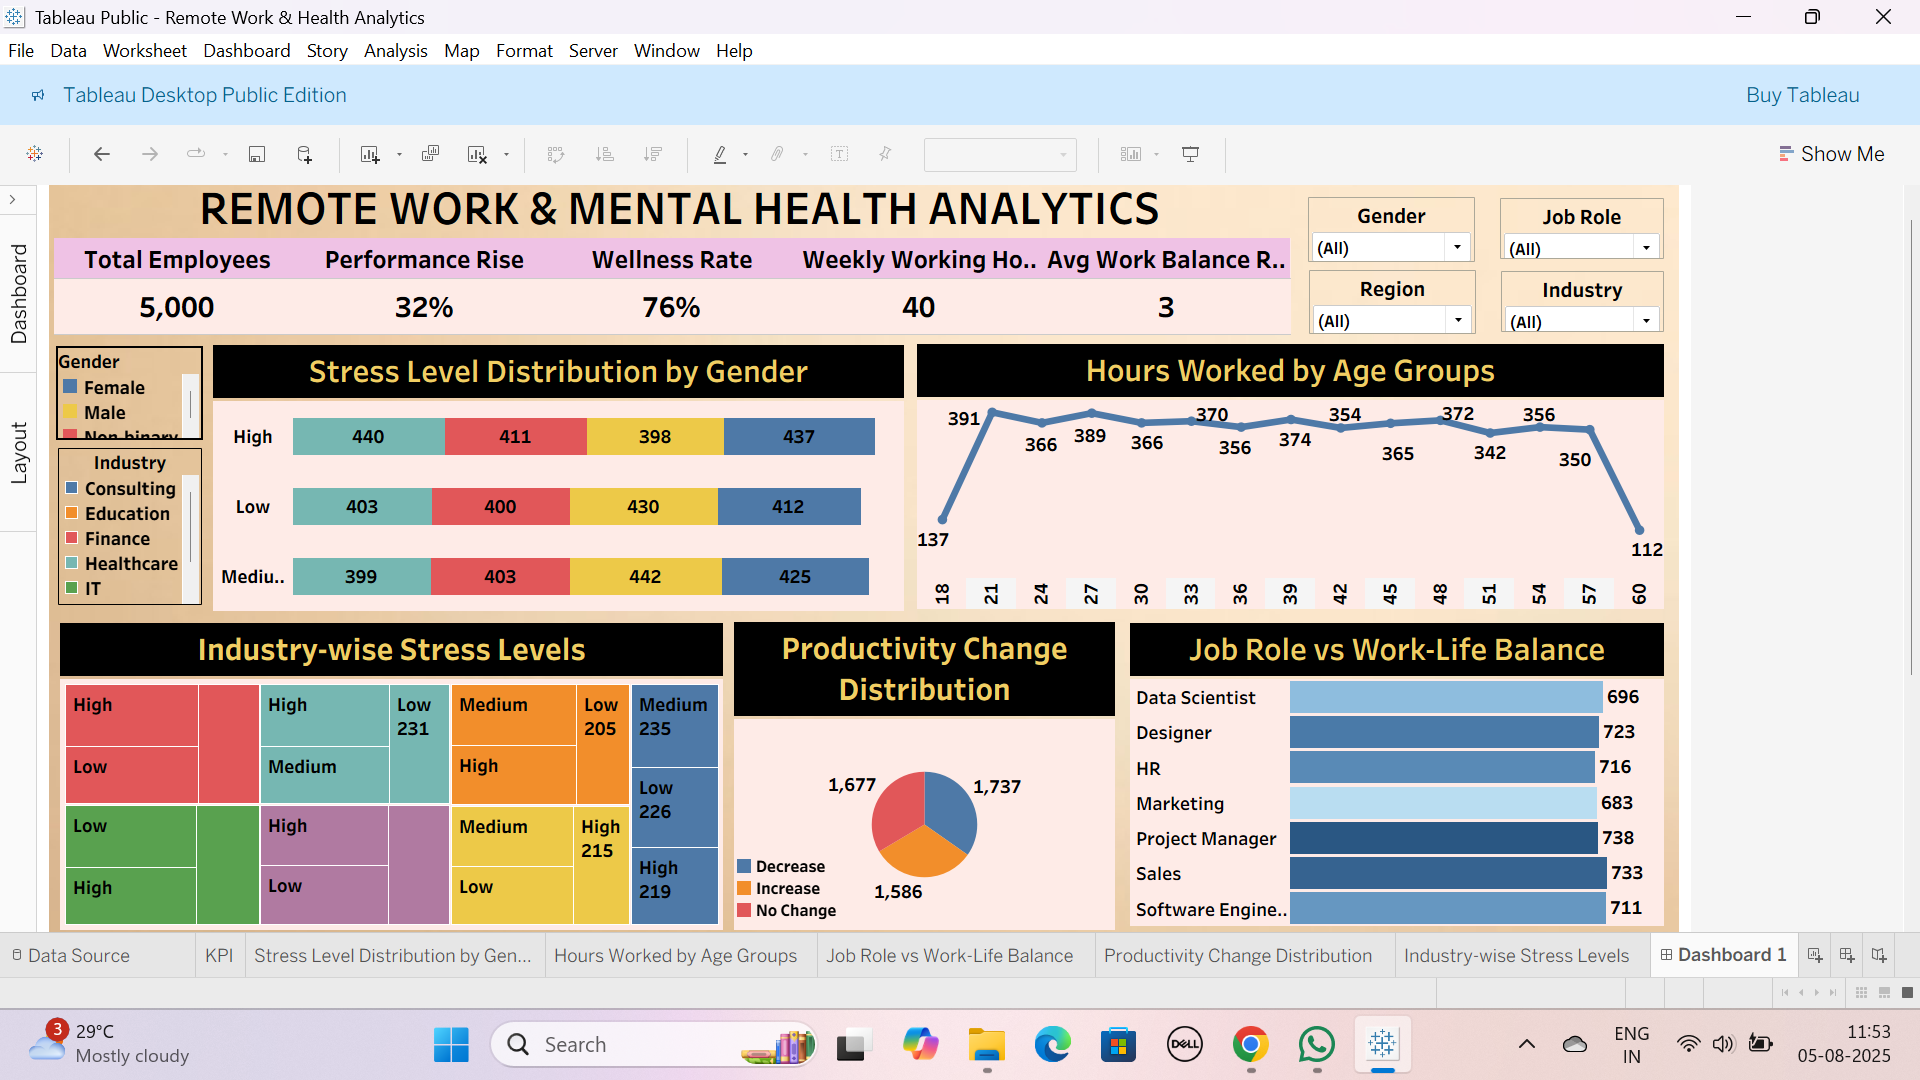 Tableau Public - Remote Work & Health Analytics
File Data Worksheet Dashboard Story Analysis Map Format Server Window Help
Tableau Desktop Public Edition
Buy Tableau
Show Me
Dashboard
Layout
REMOTE WORK & MENTAL HEALTH ANALYTICS
Total Employees Performance Rise Wellness Rate Weekly Working Ho.. Avg Work Balance R..
5,000 32% 76% 40 3
Gender
(All)
Job Role
(All)
Region
(All)
Industry
(All)
Gender
Female
Male
Non-binary
Industry
Consulting
Education
Finance
Healthcare
IT
Stress Level Distribution by Gender
High 440 411 398 437
Low 403 400 430 412
Mediu.. 399 403 442 425
Hours Worked by Age Groups
137 391 366 389 366 370 356 374 354 365 372 342 356 350 112
18 21 24 27 30 33 36 39 42 45 48 51 54 57 60
Industry-wise Stress Levels
High
Low
High
Medium
Low
231
Medium
High
Low
205
Medium
235
Low
226
High
219
Low
High
High
Low
Medium
Low
High
215
Productivity Change
Distribution
1,677
1,737
1,586
Decrease
Increase
No Change
Job Role vs Work-Life Balance
Data Scientist 696
Designer 723
HR 716
Marketing 683
Project Manager 738
Sales 733
Software Engine.. 711
Data Source KPI Stress Level Distribution by Gen... Hours Worked by Age Groups Job Role vs Work-Life Balance Productivity Change Distribution Industry-wise Stress Levels Dashboard 1
3
29°C
Mostly cloudy
Search
DELL
ENG
IN
11:53
05-08-2025